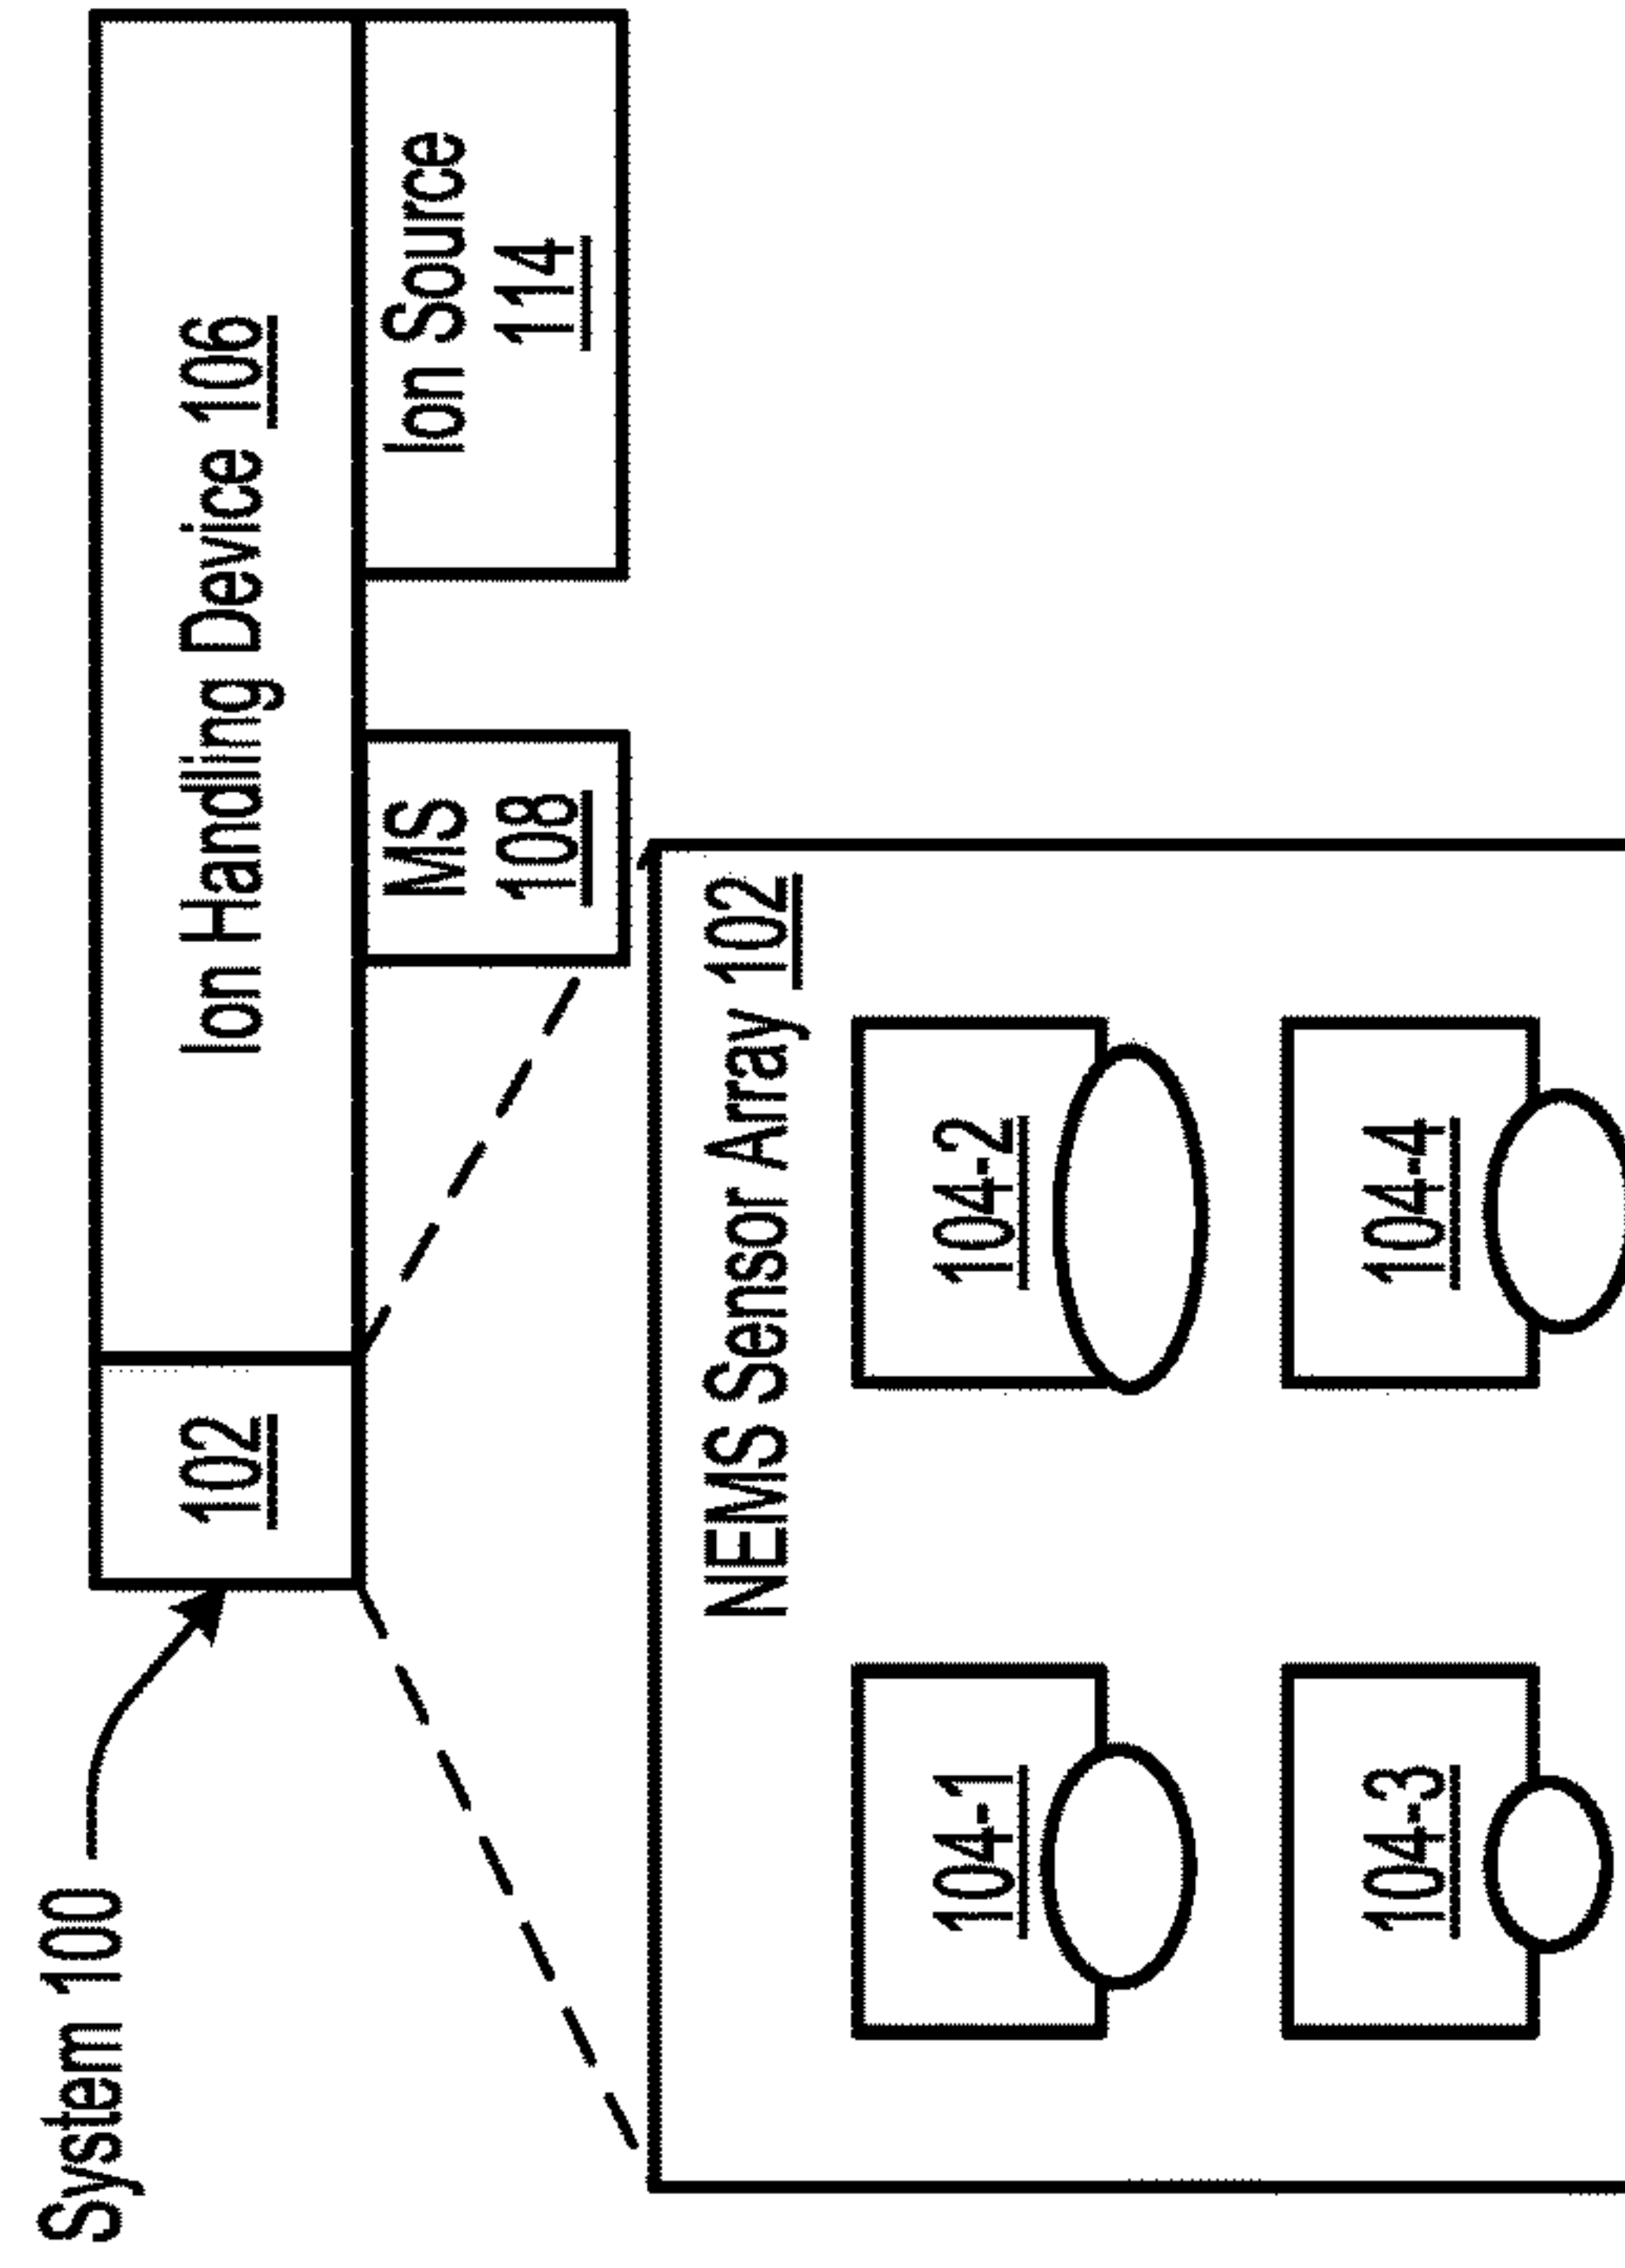 System 100
102
Ion Handling Device 106
MS
108
Ion Source
114
NEMS Sensor Array 102
104-1
104-2
104-3
104-4